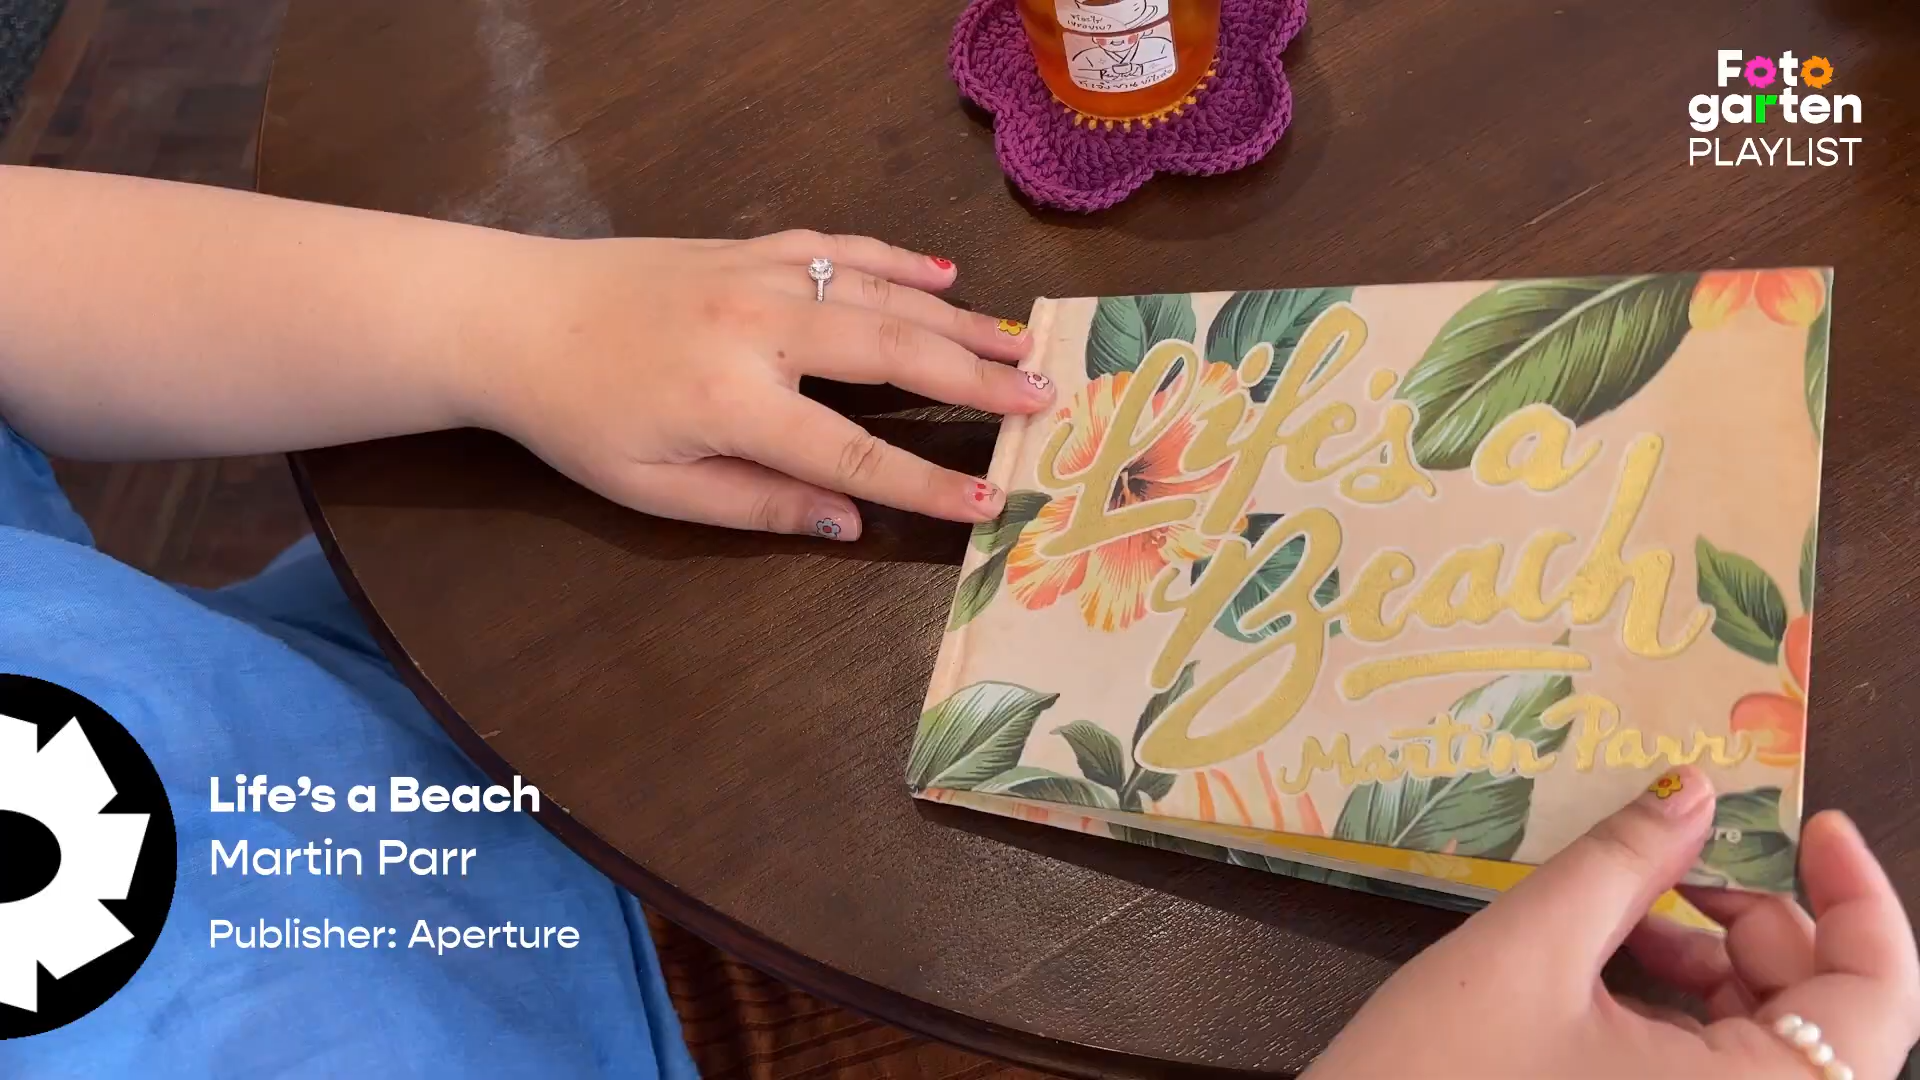 Foto
garten
PLAYLIST
Life's a
Beach
Martin Parr
Life's a Beach
Martin Parr
Publisher: Aperture